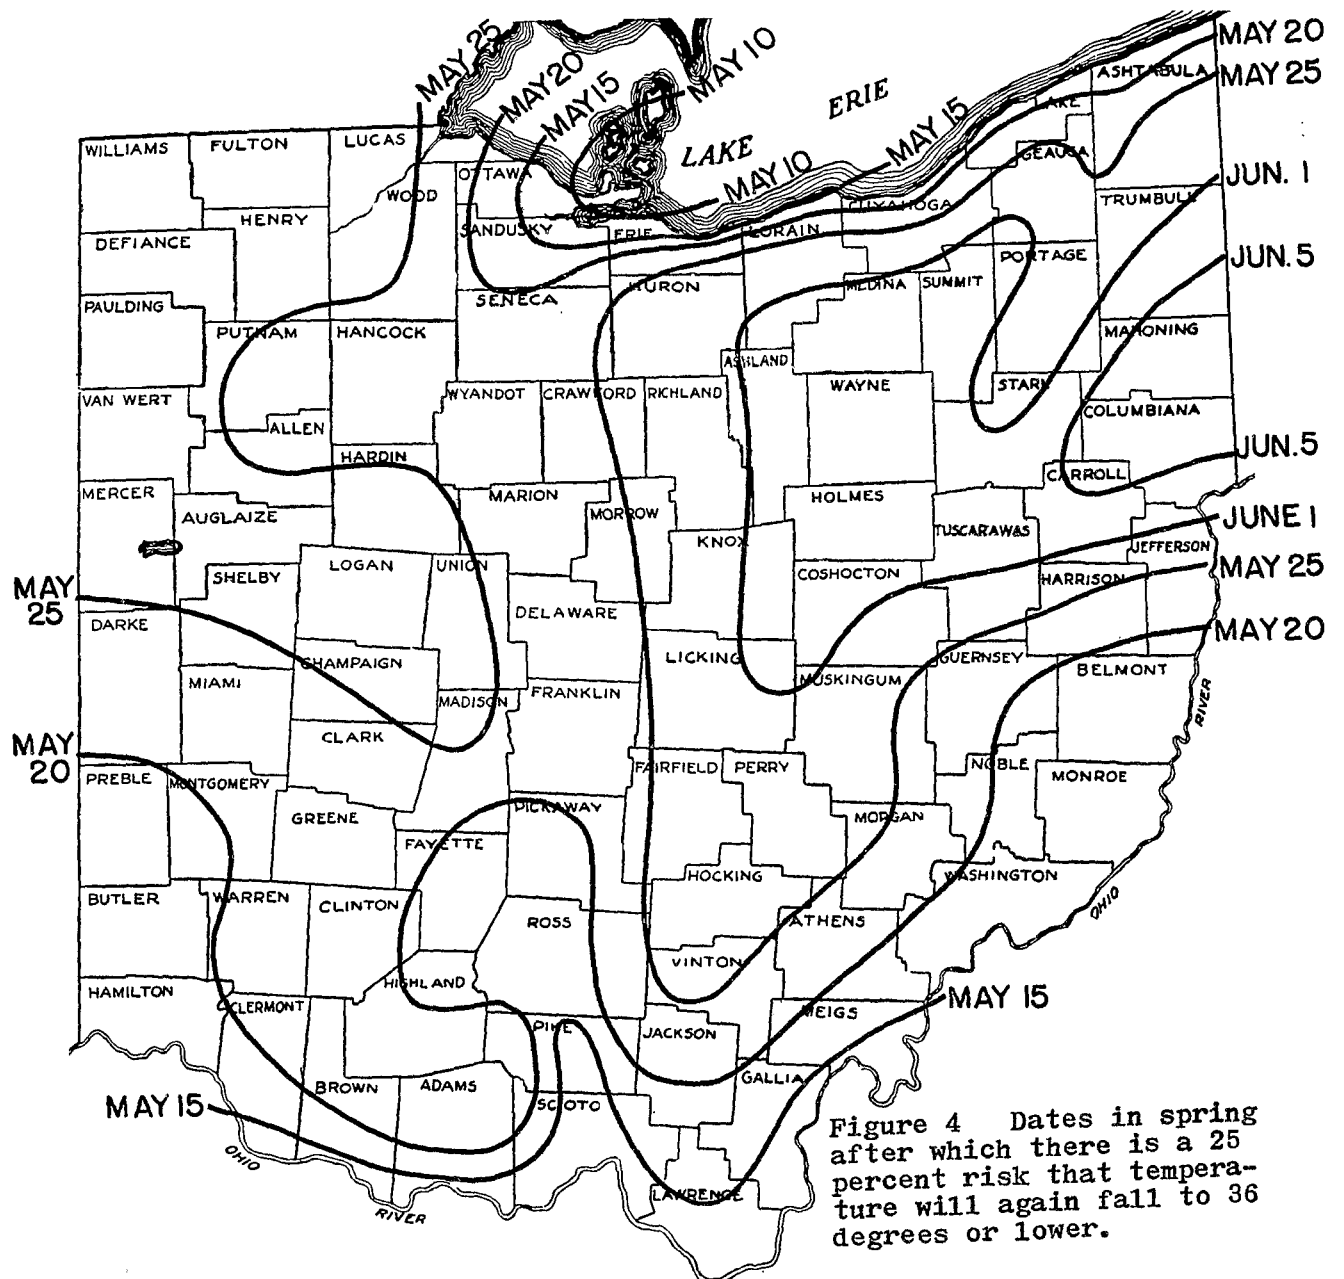 MAY 25
MAY 20
MAY 15
MAY 10
LAKE ERIE
MAY 15
MAY 10
MAY 20
MAY 25
JUN. 1
JUN. 5
JUN. 5
JUNE 1
MAY 25
MAY 20
MAY 15
MAY 25
MAY 20
MAY 15
WILLIAMS
FULTON
LUCAS
OTTAWA
WOOD
HENRY
DEFIANCE
SANDUSKY
ERIE
LORAIN
CUYAHOGA
LAKE
GEAUGA
ASHTABULA
TRUMBULL
PAULDING
PUTNAM
HANCOCK
SENECA
HURON
MEDINA
SUMMIT
PORTAGE
MAHONING
VAN WERT
ALLEN
WYANDOT
CRAWFORD
RICHLAND
ASHLAND
WAYNE
STARK
COLUMBIANA
HARDIN
MERCER
AUGLAIZE
MARION
MORROW
KNOX
HOLMES
TUSCARAWAS
CARROLL
JEFFERSON
SHELBY
LOGAN
UNION
DELAWARE
COSHOCTON
HARRISON
DARKE
MIAMI
CHAMPAIGN
MADISON
FRANKLIN
LICKING
MUSKINGUM
GUERNSEY
BELMONT
CLARK
PREBLE
MONTGOMERY
GREENE
FAYETTE
PICKAWAY
FAIRFIELD
PERRY
MORGAN
NOBLE
MONROE
BUTLER
WARREN
CLINTON
ROSS
HOCKING
ATHENS
WASHINGTON
HAMILTON
CLERMONT
HIGHLAND
PIKE
VINTON
JACKSON
MEIGS
BROWN
ADAMS
SCIOTO
GALLIA
LAWRENCE
OHIO
RIVER
OHIO
RIVER
Figure 4 Dates in spring
after which there is a 25
percent risk that tempera-
ture will again fall to 36
degrees or lower.